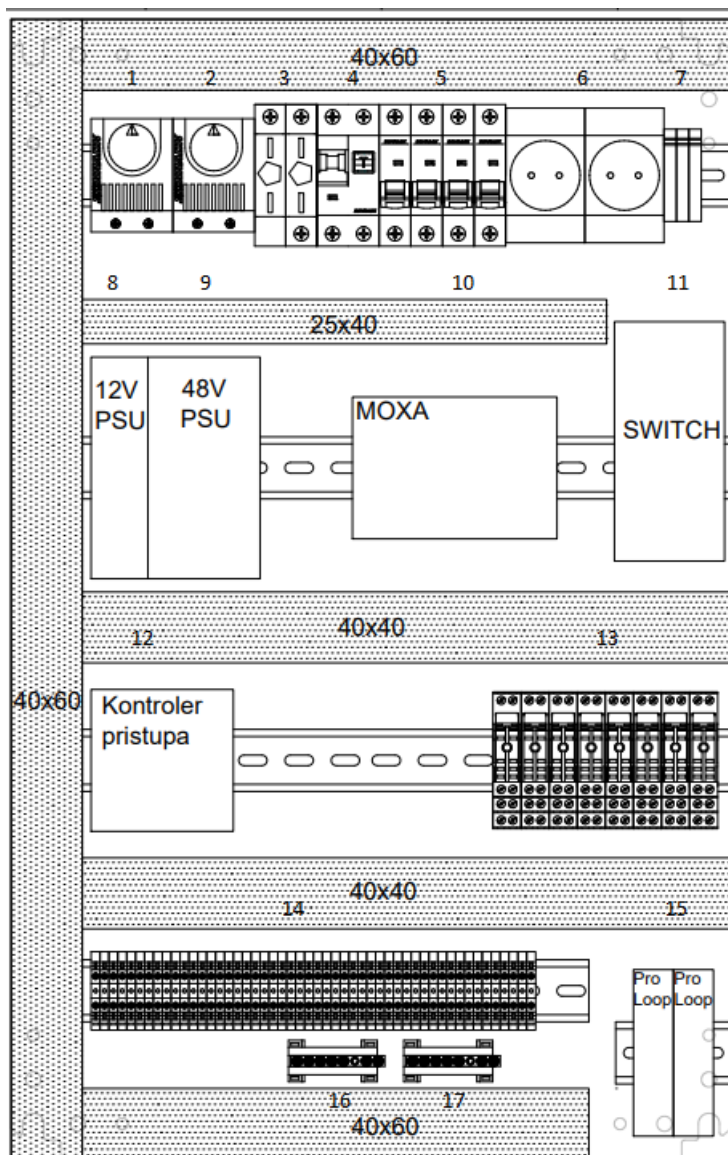 40x60
1 2 3 4 5 6 7
8 9 10 11
25x40
12V
PSU
48V
PSU
MOXA
SWITCH
40x40
12 13
40x60
Kontroler
pristupa
40x40
14 15
Pro
Loop
Pro
Loop
16 17
40x60